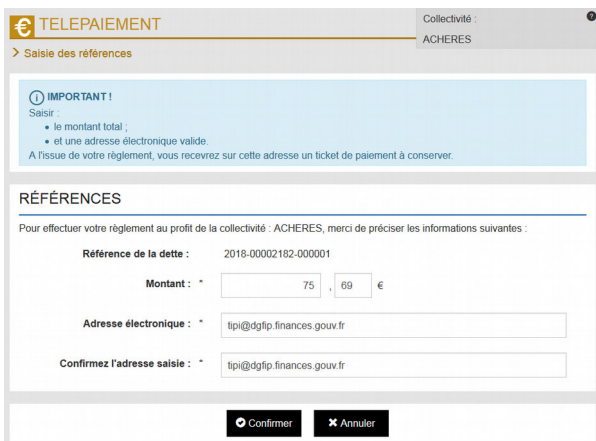 € TELEPAIEMENT
Collectivité :
ACHERES
?
> Saisie des références
i IMPORTANT !
Saisir :
• le montant total ;
• et une adresse électronique valide.
A l'issue de votre règlement, vous recevrez sur cette adresse un ticket de paiement à conserver.
RÉFÉRENCES
Pour effectuer votre règlement au profit de la collectivité : ACHERES, merci de préciser les informations suivantes :
Référence de la dette : 2018-00002182-000001
Montant : * 75 , 69 €
Adresse électronique : * tipi@dgfip.finances.gouv.fr
Confirmez l'adresse saisie : * tipi@dgfip.finances.gouv.fr
Confirmer Annuler